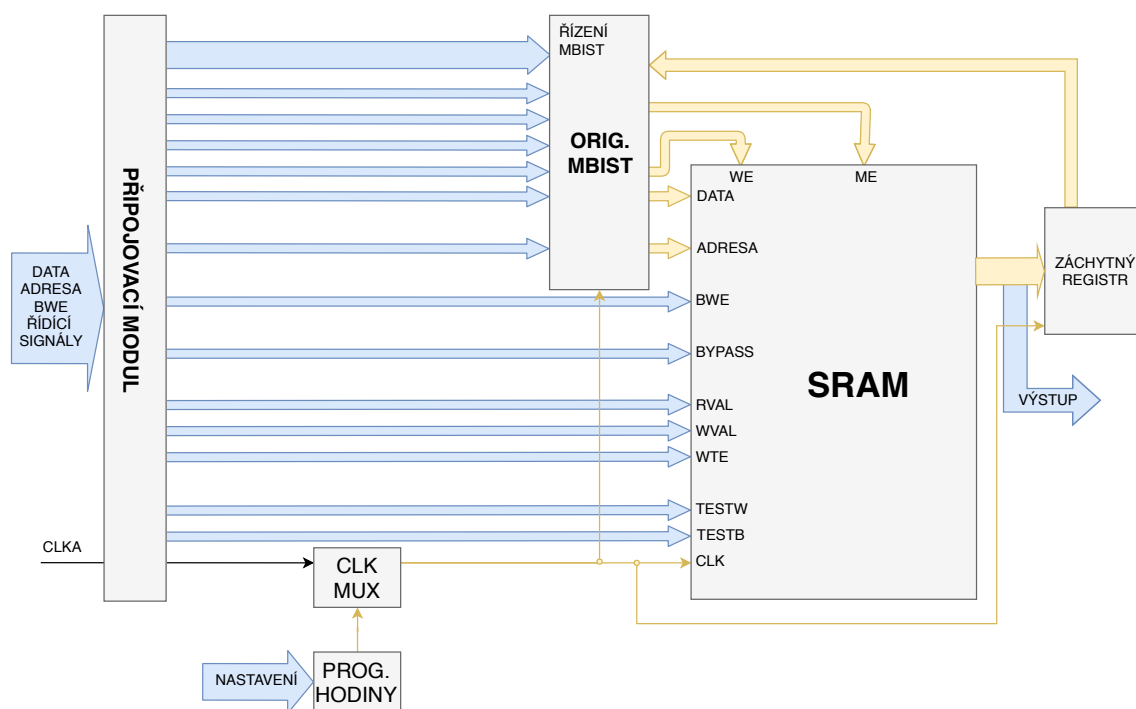 ŘÍZENÍ
MBIST
ORIG.
MBIST
PŘIPOJOVACÍ MODUL
DATA
ADRESA
BWE
ŘÍDÍCÍ
SIGNÁLY
WE
ME
DATA
ADRESA
BWE
BYPASS
RVAL
WVAL
WTE
TESTW
TESTB
CLK
SRAM
ZÁCHYTNÝ
REGISTR
VÝSTUP
CLKA
CLK
MUX
NASTAVENÍ
PROG.
HODINY